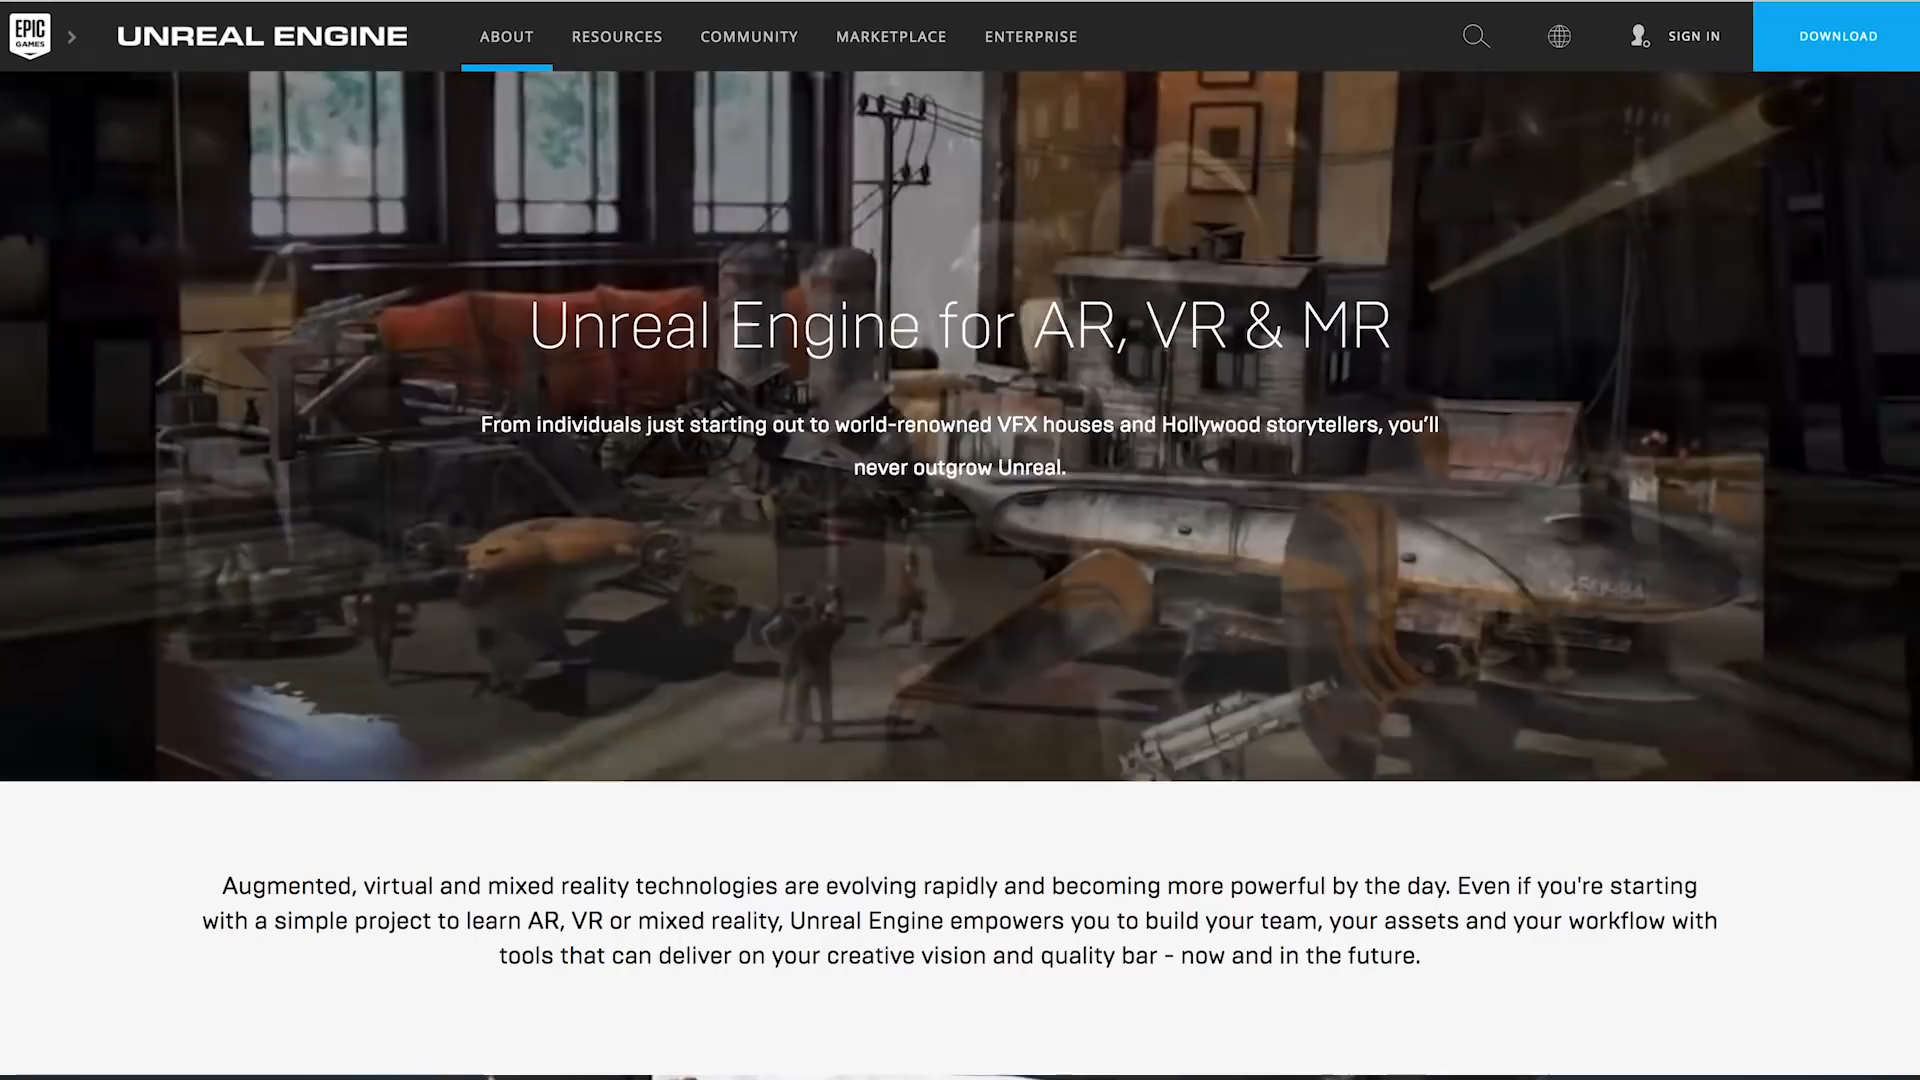 EPIC
GAMES
UNREAL ENGINE
ABOUT
RESOURCES
COMMUNITY
MARKETPLACE
ENTERPRISE
SIGN IN
DOWNLOAD
Unreal Engine for AR, VR & MR
From individuals just starting out to world-renowned VFX houses and Hollywood storytellers, you’ll
never outgrow Unreal.
Augmented, virtual and mixed reality technologies are evolving rapidly and becoming more powerful by the day. Even if you're starting
with a simple project to learn AR, VR or mixed reality, Unreal Engine empowers you to build your team, your assets and your workflow with
tools that can deliver on your creative vision and quality bar - now and in the future.